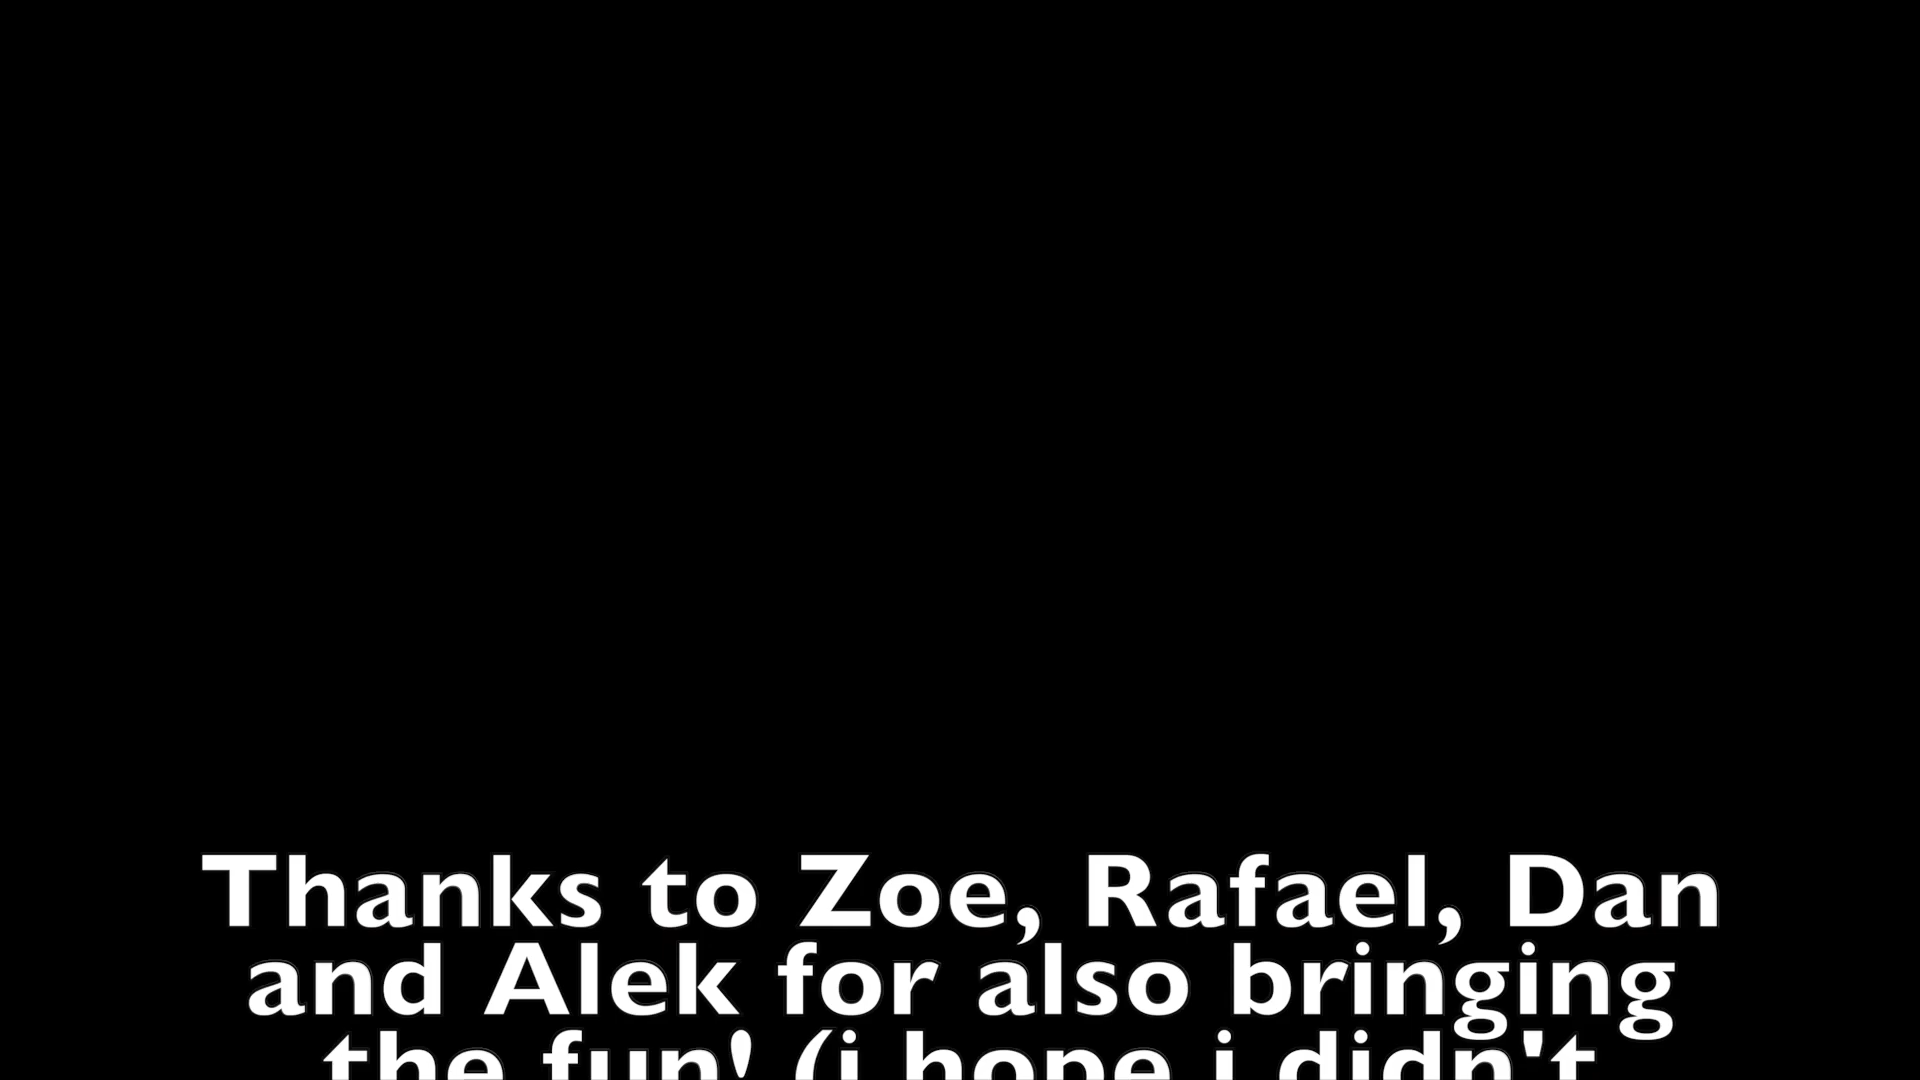 Thanks to Zoe, Rafael, Dan
and Alek for also bringing
the fun! (i hope i didn't